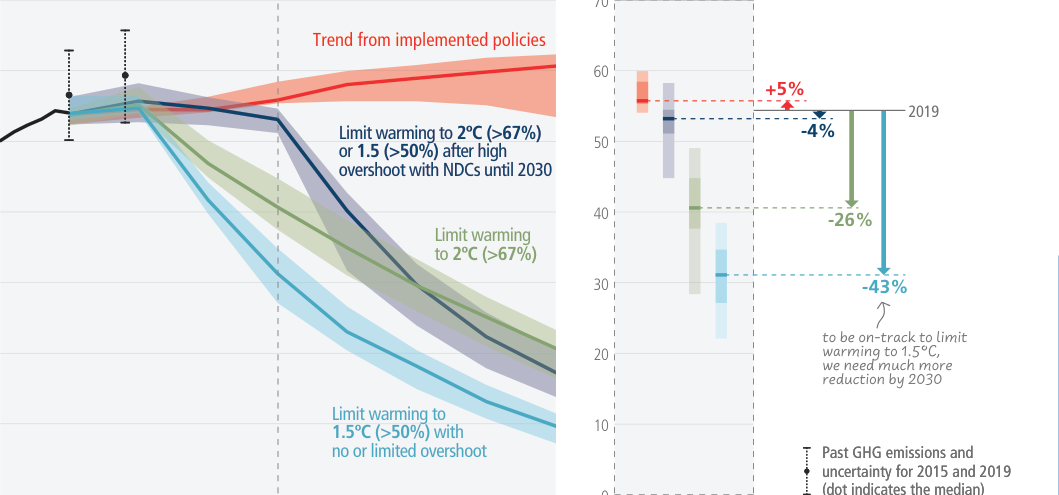 Trend from implemented policies
Limit warming to 2ºC (>67%)
or 1.5 (>50%) after high
overshoot with NDCs until 2030
Limit warming
to 2ºC (>67%)
Limit warming to
1.5ºC (>50%) with
no or limited overshoot
70
60
50
40
30
20
10
0
+5%
2019
-4%
-26%
-43%
to be on-track to limit
warming to 1.5°C,
we need much more
reduction by 2030
Past GHG emissions and
uncertainty for 2015 and 2019
(dot indicates the median)